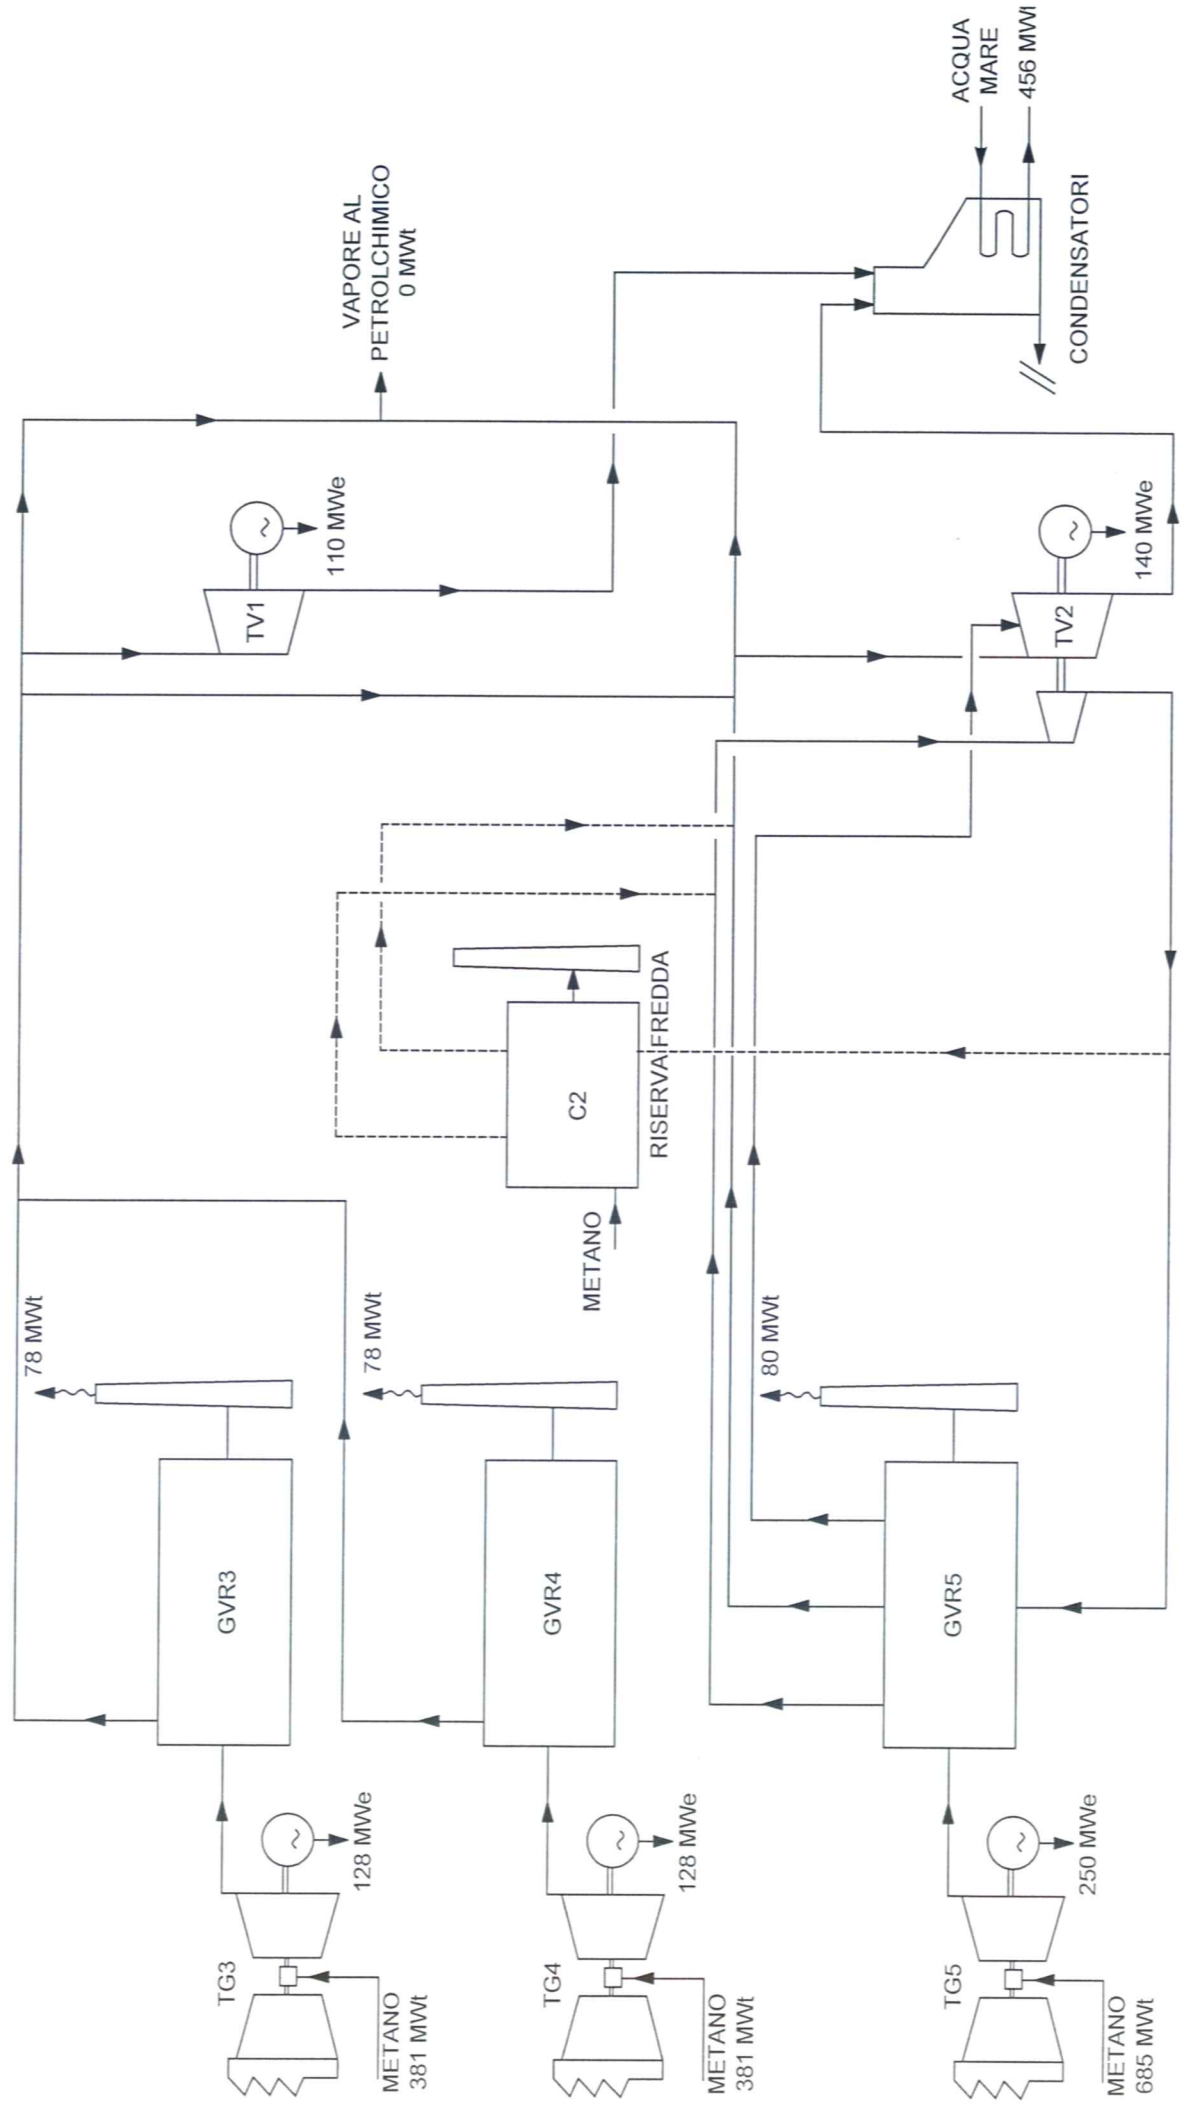 TG3
METANO
381 MWt
128 MWe
GVR3
78 MWt
TV1
110 MWe
VAPORE AL
PETROLCHIMICO
0 MWt
TG4
METANO
381 MWt
128 MWe
GVR4
78 MWt
METANO
C2
RISERVA FREDDA
TG5
METANO
685 MWt
250 MWe
GVR5
80 MWt
TV2
140 MWe
ACQUA
MARE
456 MWt
CONDENSATORI